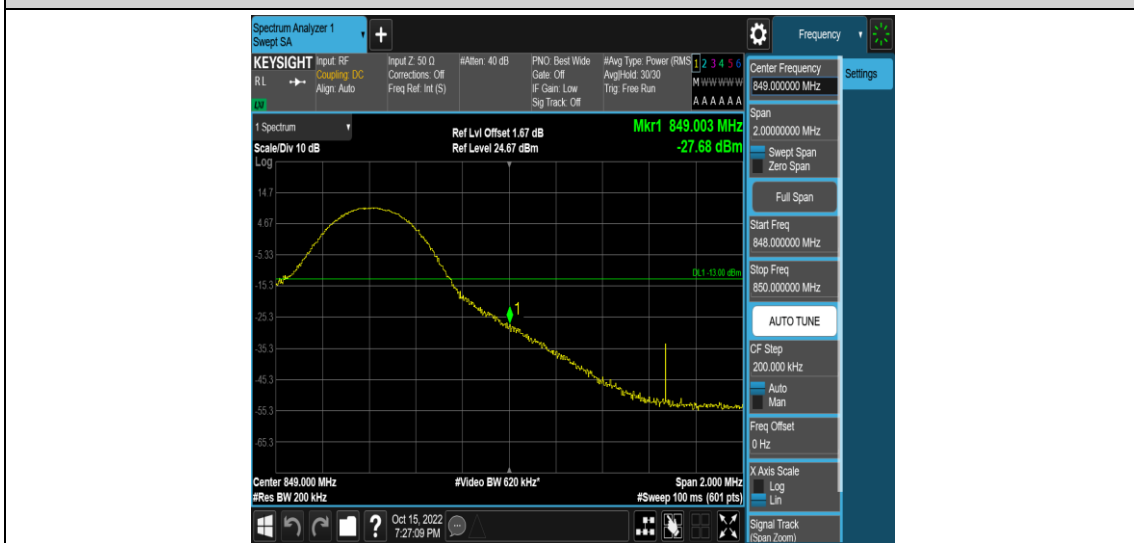 Spectrum Analyzer 1
Swept SA
Frequency
KEYSIGHT
RL
LXI
Input: RF
Coupling: DC
Align: Auto
Input Z: 50 Ω
Corrections: Off
Freq Ref: Int (S)
#Atten: 40 dB
PNO: Best Wide
Gate: Off
IF Gain: Low
Sig Track: Off
#Avg Type: Power (RMS
Avg|Hold: 30/30
Trig: Free Run
1 2 3 4 5 6
M W W W W W
A A A A A A
1 Spectrum
Scale/Div 10 dB
Ref Lvl Offset 1.67 dB
Ref Level 24.67 dBm
Mkr1 849.003 MHz
-27.68 dBm
Log
14.7
4.67
-5.33
-15.3
-25.3
-35.3
-45.3
-55.3
-65.3
DL1 -13.00 dBm
1
Center 849.000 MHz
#Res BW 200 kHz
#Video BW 620 kHz*
Span 2.000 MHz
#Sweep 100 ms (601 pts)
?
Oct 15, 2022
7:27:09 PM
Center Frequency
849.000000 MHz
Settings
Span
2.00000000 MHz
Swept Span
Zero Span
Full Span
Start Freq
848.000000 MHz
Stop Freq
850.000000 MHz
AUTO TUNE
CF Step
200.000 kHz
Auto
Man
Freq Offset
0 Hz
X Axis Scale
Log
Lin
Signal Track
(Span Zoom)